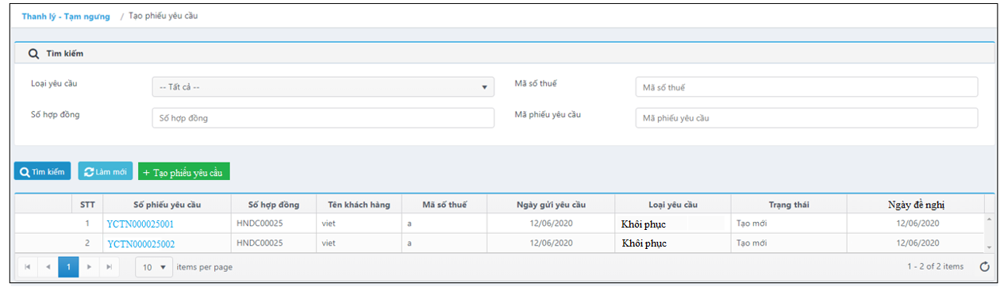 Thanh lý - Tạm ngưng / Tạo phiếu yêu cầu
Tìm kiếm
Loại yêu cầu -- Tất cả -- Mã số thuế Mã số thuế
Số hợp đồng Số hợp đồng Mã phiếu yêu cầu Mã phiếu yêu cầu
Tìm kiếm Làm mới + Tạo phiếu yêu cầu
STT Số phiếu yêu cầu Số hợp đồng Tên khách hàng Mã số thuế Ngày gửi yêu cầu Loại yêu cầu Trạng thái Ngày đề nghị
1 YCTN000025001 HNDC00025 viet a 12/06/2020 Khôi phục Tạo mới 12/06/2020
2 YCTN000025002 HNDC00025 viet a 12/06/2020 Khôi phục Tạo mới 12/06/2020
1 10 items per page 1 - 2 of 2 items